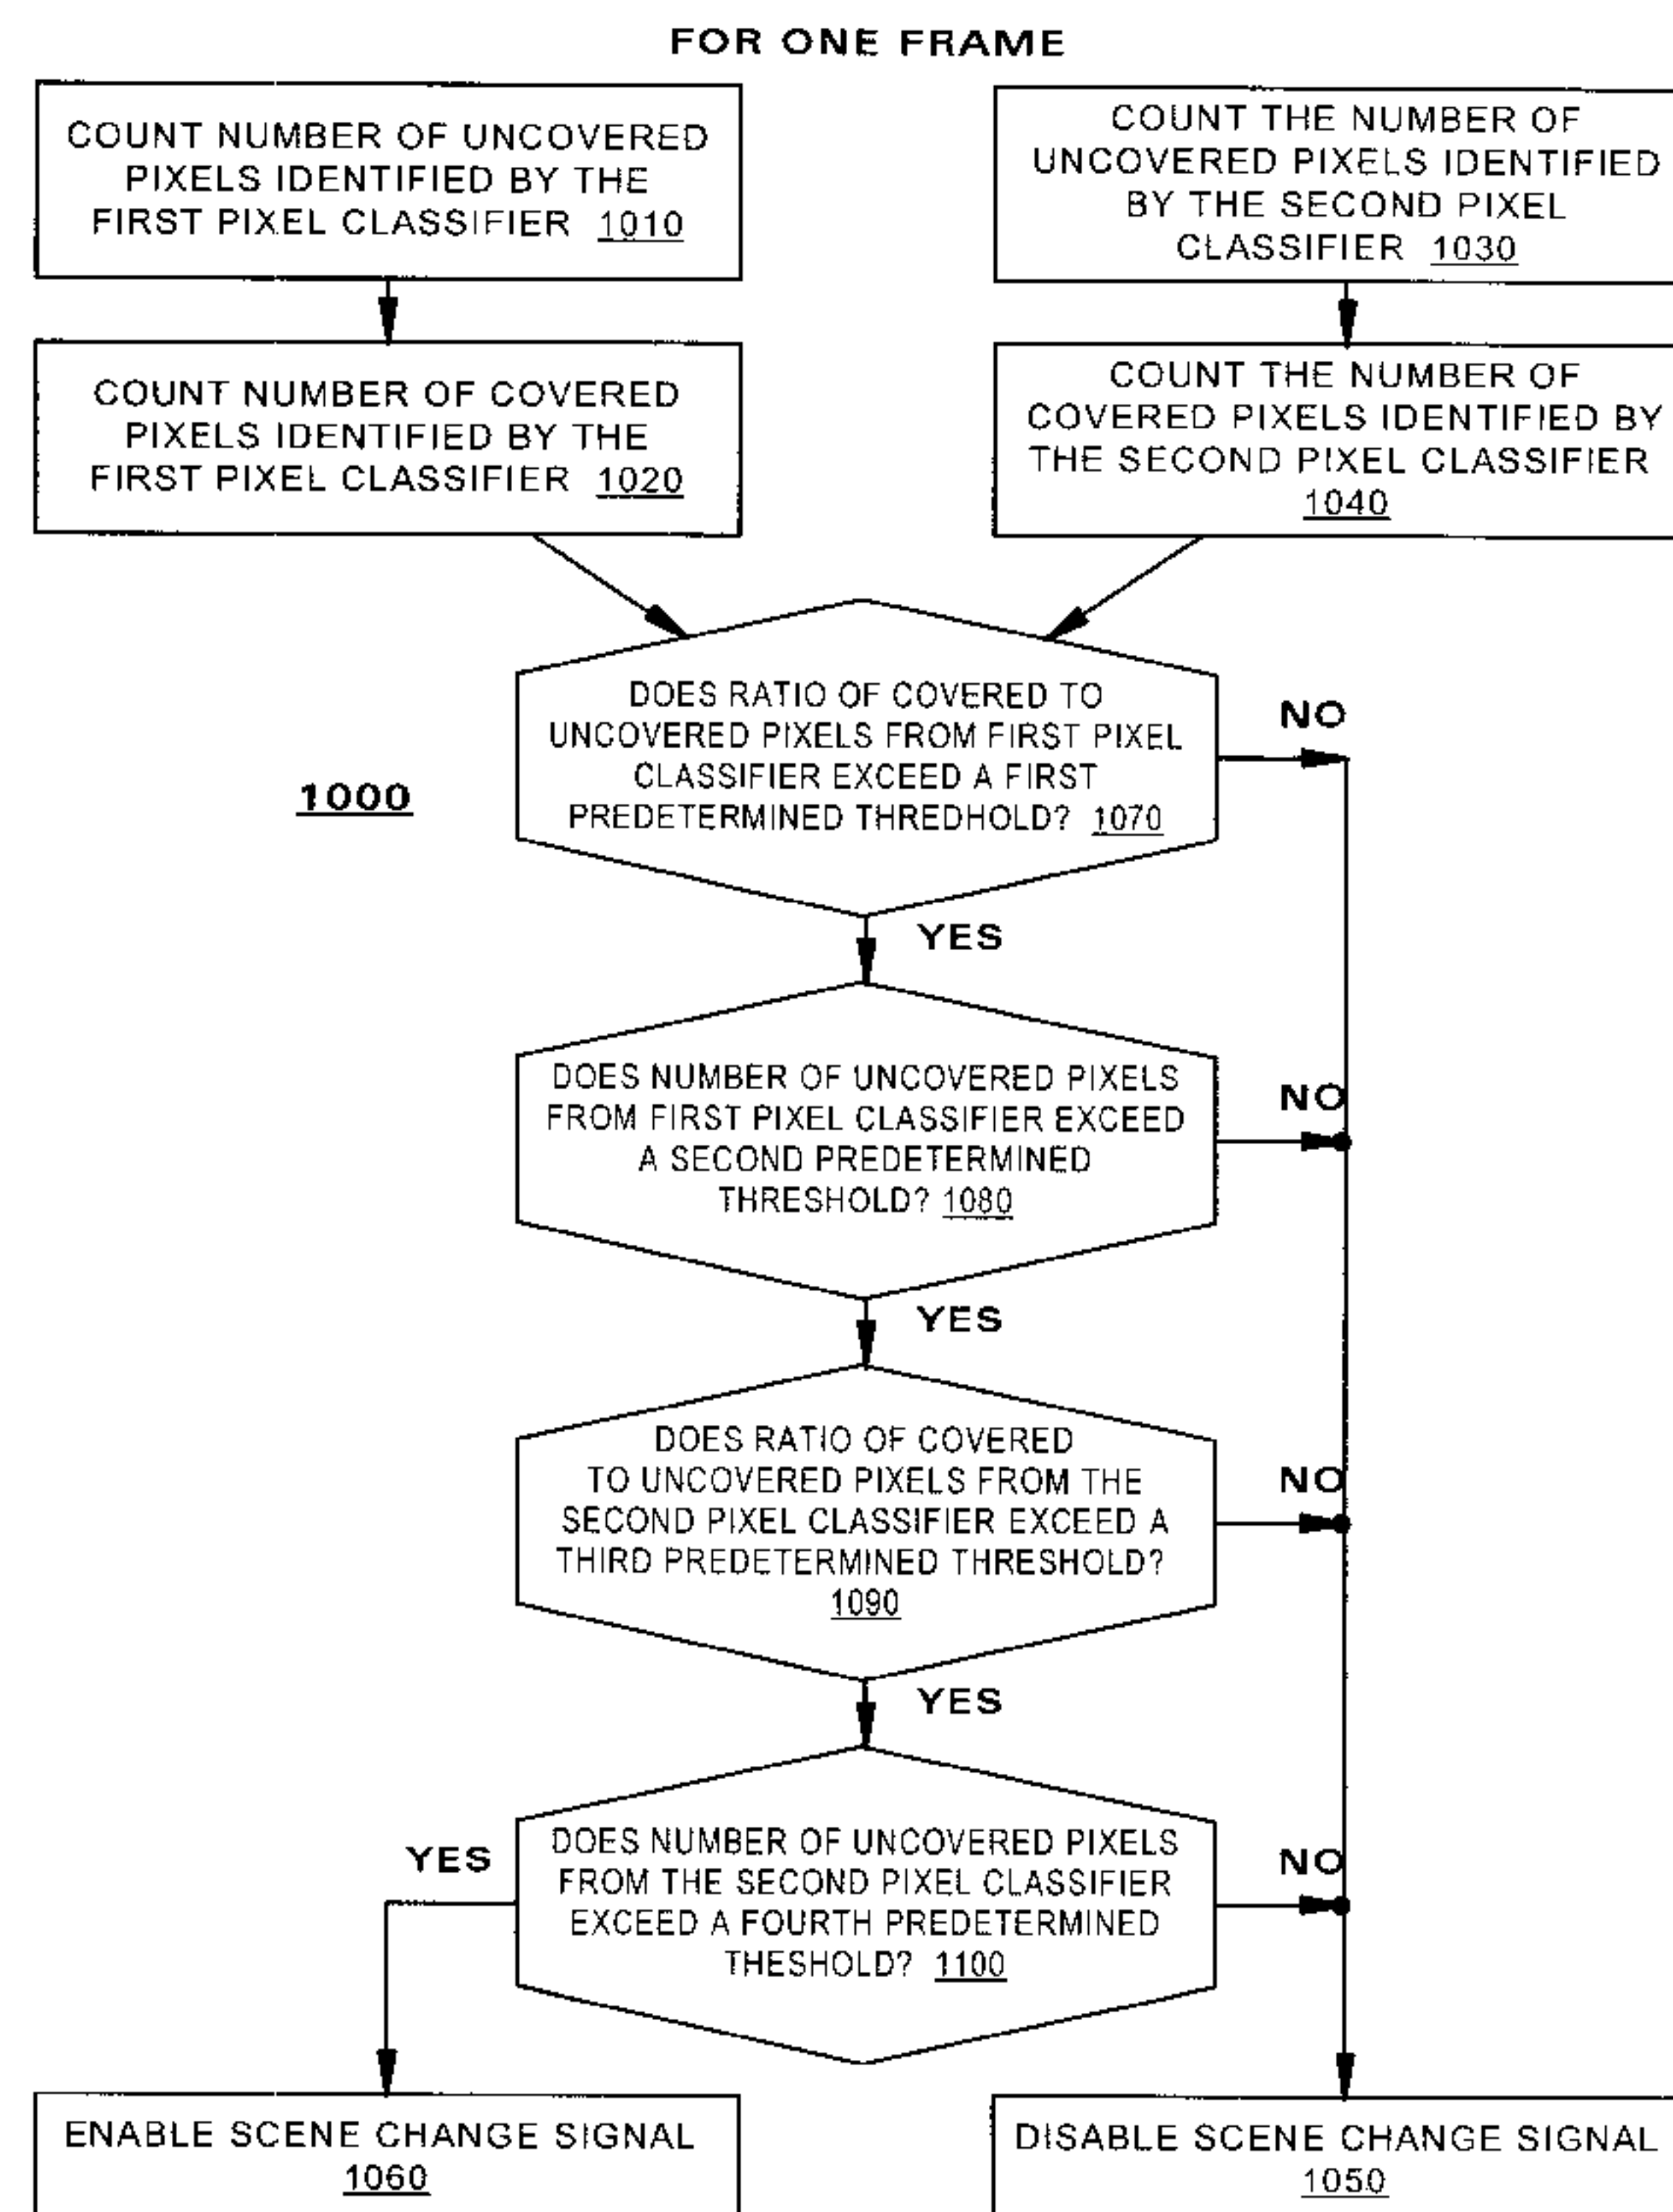 FOR ONE FRAME
COUNT NUMBER OF UNCOVERED
PIXELS IDENTIFIED BY THE
FIRST PIXEL CLASSIFIER 1010
COUNT THE NUMBER OF
UNCOVERED PIXELS IDENTIFIED
BY THE SECOND PIXEL
CLASSIFIER 1030
COUNT NUMBER OF COVERED
PIXELS IDENTIFIED BY THE
FIRST PIXEL CLASSIFIER 1020
COUNT THE NUMBER OF
COVERED PIXELS IDENTIFIED BY
THE SECOND PIXEL CLASSIFIER
1040
1000
DOES RATIO OF COVERED TO
UNCOVERED PIXELS FROM FIRST PIXEL
CLASSIFIER EXCEED A FIRST
PREDETERMINED THREDHOLD? 1070
NO
YES
DOES NUMBER OF UNCOVERED PIXELS
FROM FIRST PIXEL CLASSIFIER EXCEED
A SECOND PREDETERMINED
THRESHOLD? 1080
NO
YES
DOES RATIO OF COVERED
TO UNCOVERED PIXELS FROM THE
SECOND PIXEL CLASSIFIER EXCEED A
THIRD PREDETERMINED THRESHOLD?
1090
NO
YES
DOES NUMBER OF UNCOVERED PIXELS
FROM THE SECOND PIXEL CLASSIFIER
EXCEED A FOURTH PREDETERMINED
THESHOLD? 1100
YES
NO
ENABLE SCENE CHANGE SIGNAL
1060
DISABLE SCENE CHANGE SIGNAL
1050